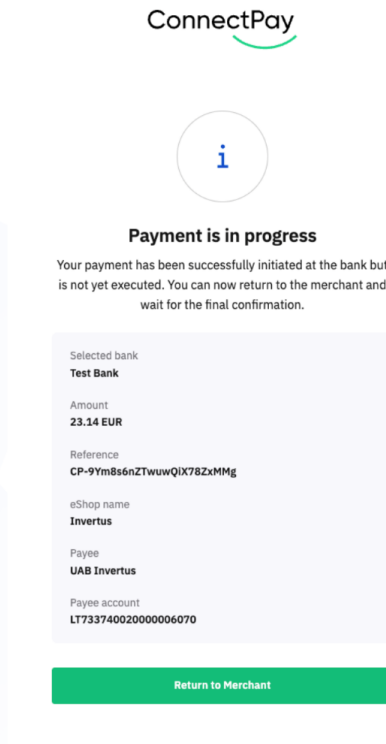 ConnectPay
i
Payment is in progress
Your payment has been successfully initiated at the bank but
is not yet executed. You can now return to the merchant and
wait for the final confirmation.
Selected bank
Test Bank
Amount
23.14 EUR
Reference
CP-9Ym8s6nZTwuwQiX78ZxMMg
eShop name
Invertus
Payee
UAB Invertus
Payee account
LT733740020000006070
Return to Merchant